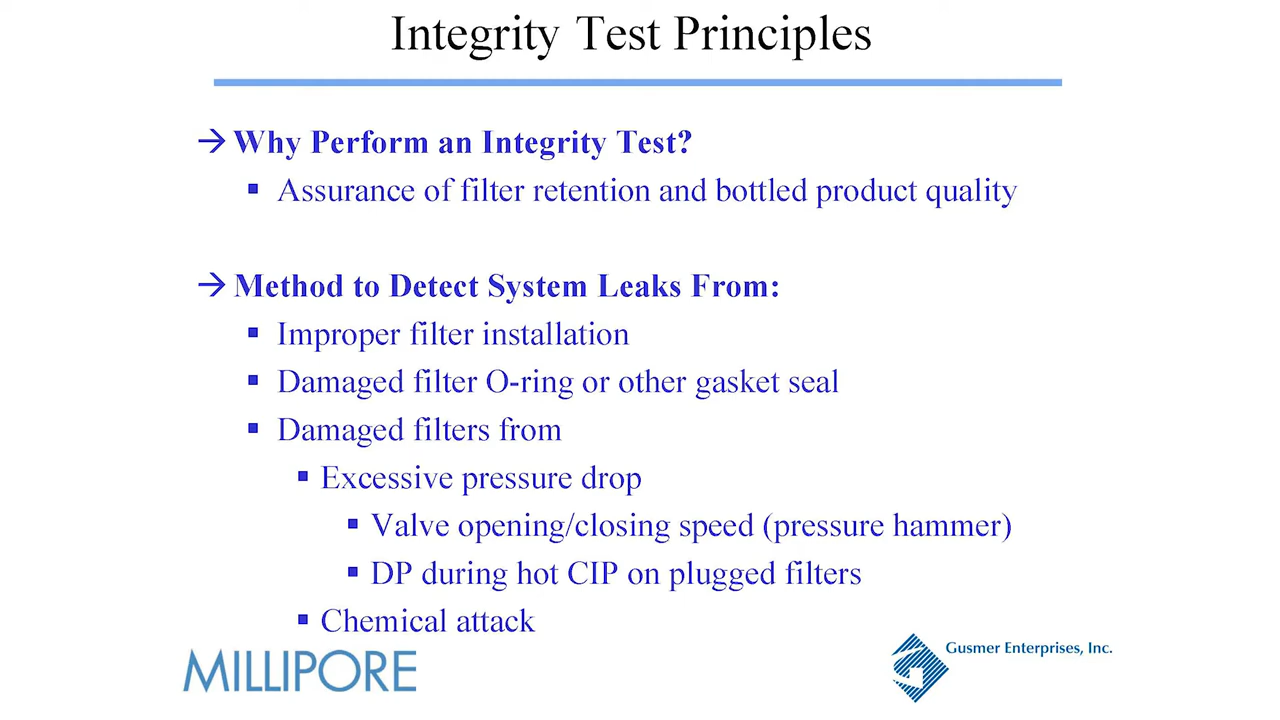 Integrity Test Principles
→ Why Perform an Integrity Test?
▪ Assurance of filter retention and bottled product quality
→ Method to Detect System Leaks From:
▪ Improper filter installation
▪ Damaged filter O-ring or other gasket seal
▪ Damaged filters from
▪ Excessive pressure drop
▪ Valve opening/closing speed (pressure hammer)
▪ DP during hot CIP on plugged filters
▪ Chemical attack
MILLIPORE
Gusmer Enterprises, Inc.